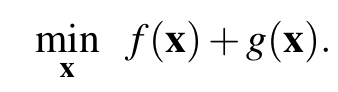 min f(x) + g(x).
x